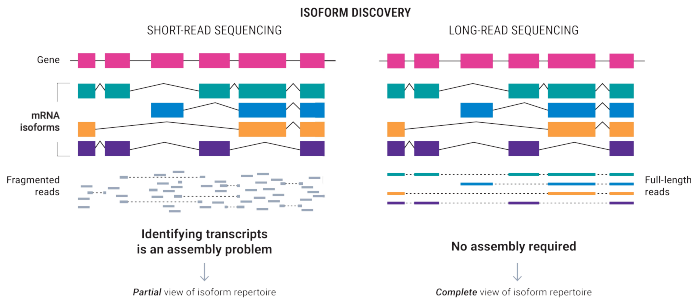 ISOFORM DISCOVERY
SHORT-READ SEQUENCING
LONG-READ SEQUENCING
Gene
mRNA
isoforms
Fragmented
reads
Full-length
reads
Identifying transcripts
is an assembly problem
No assembly required
Partial view of isoform repertoire
Complete view of isoform repertoire